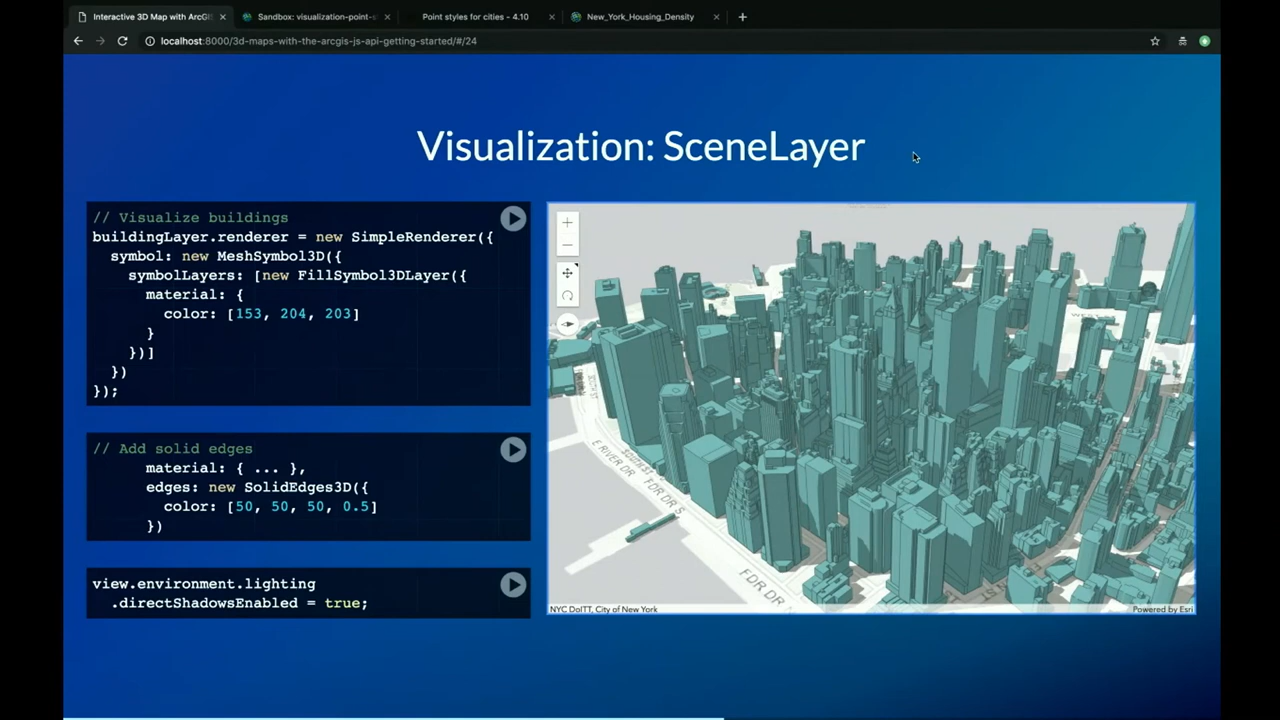 Interactive 3D Map with ArcGI
Sandbox: visualization-point-s
Point styles for cities - 4.10
New_York_Housing_Density
localhost:8000/3d-maps-with-the-arcgis-js-api-getting-started/#/24
Visualization: SceneLayer
// Visualize buildings
buildingLayer.renderer = new SimpleRenderer({
symbol: new MeshSymbol3D({
symbolLayers: [new FillSymbol3DLayer({
material: {
color: [153, 204, 203]
}
})]
})
});
// Add solid edges
material: { ... },
edges: new SolidEdges3D({
color: [50, 50, 50, 0.5]
})
view.environment.lighting
.directShadowsEnabled = true;
SOUTH ST
E RIVER DR
SOUTH ST
FDR DR S
FDR DR
NYC DoITT, City of New York
Powered by Esri